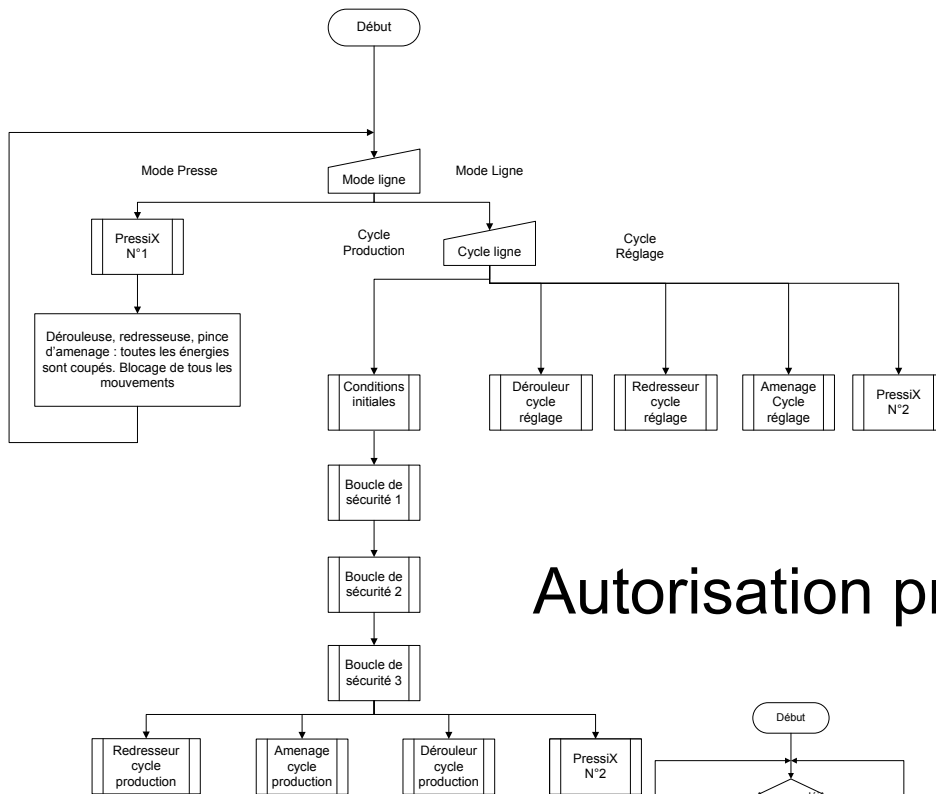 Début
Mode Presse
Mode ligne
Mode Ligne
PressiX
N°1
Cycle
Production
Cycle ligne
Cycle
Réglage
Dérouleuse, redresseuse, pince
d'amenage : toutes les énergies
sont coupés. Blocage de tous les
mouvements
Conditions
initiales
Dérouleur
cycle
réglage
Redresseur
cycle
réglage
Amenage
Cycle
réglage
PressiX
N°2
Boucle de
sécurité 1
Boucle de
sécurité 2
Autorisation
Boucle de
sécurité 3
Redresseur
cycle
production
Amenage
cycle
production
Dérouleur
cycle
production
PressiX
N°2
Début